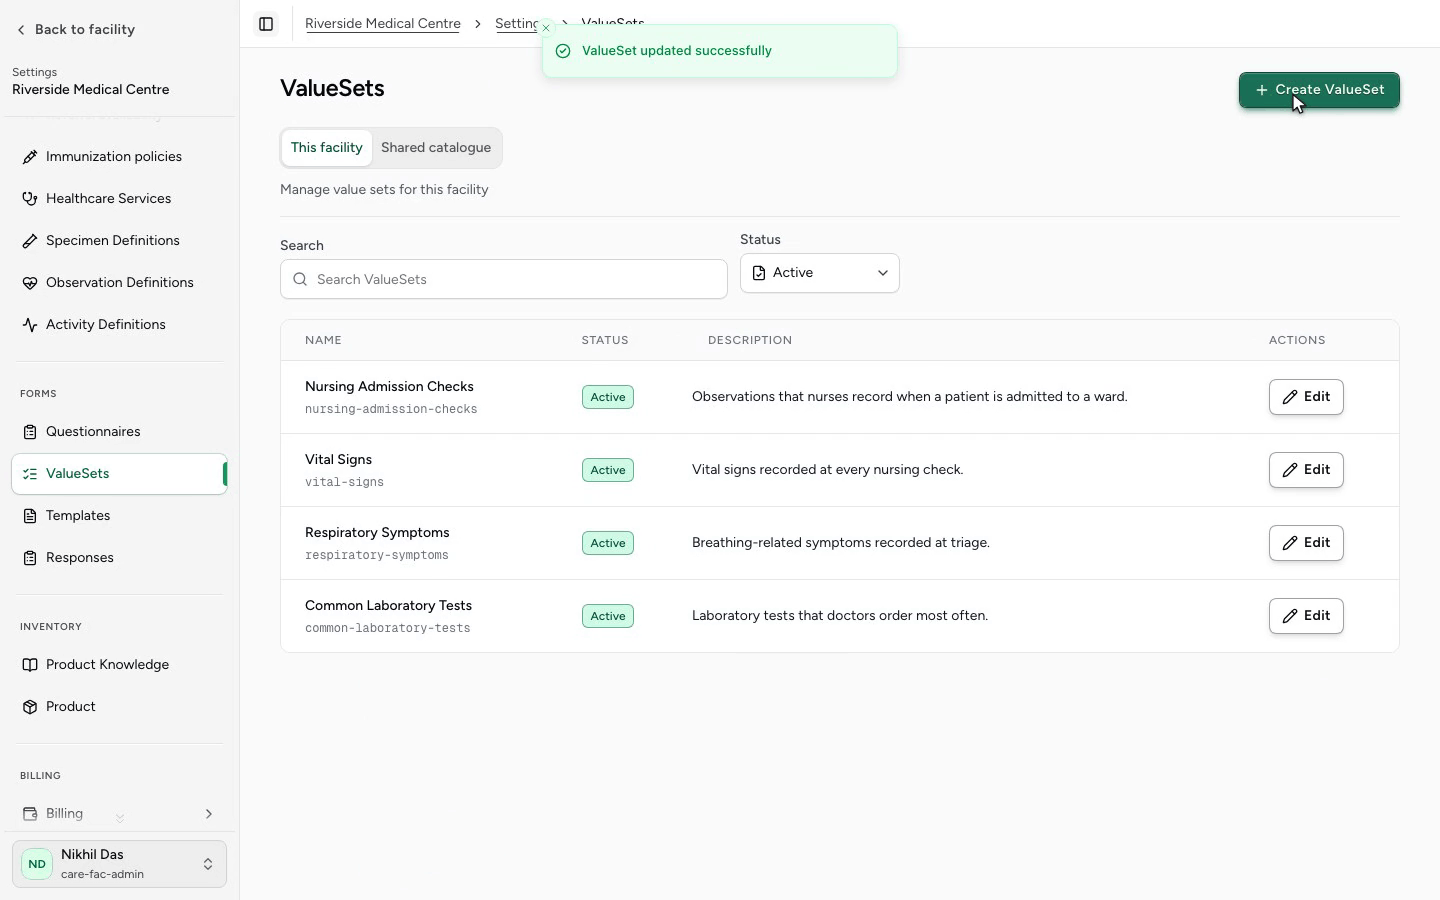 Back to facility
Settings
Riverside Medical Centre
Immunization policies
Healthcare Services
Specimen Definitions
Observation Definitions
Activity Definitions
FORMS
Questionnaires
ValueSets
Templates
Responses
INVENTORY
Product Knowledge
Product
BILLING
Billing
ND
Nikhil Das
care-fac-admin
Riverside Medical Centre
ValueSets
ValueSet updated successfully
ValueSets
Create ValueSet
This facility
Shared catalogue
Manage value sets for this facility
Search
Search ValueSets
Status
Active
NAME STATUS DESCRIPTION ACTIONS
Nursing Admission Checks
nursing-admission-checks
Active
Observations that nurses record when a patient is admitted to a ward.
Edit
Vital Signs
vital-signs
Active
Vital signs recorded at every nursing check.
Edit
Respiratory Symptoms
respiratory-symptoms
Active
Breathing-related symptoms recorded at triage.
Edit
Common Laboratory Tests
common-laboratory-tests
Active
Laboratory tests that doctors order most often.
Edit